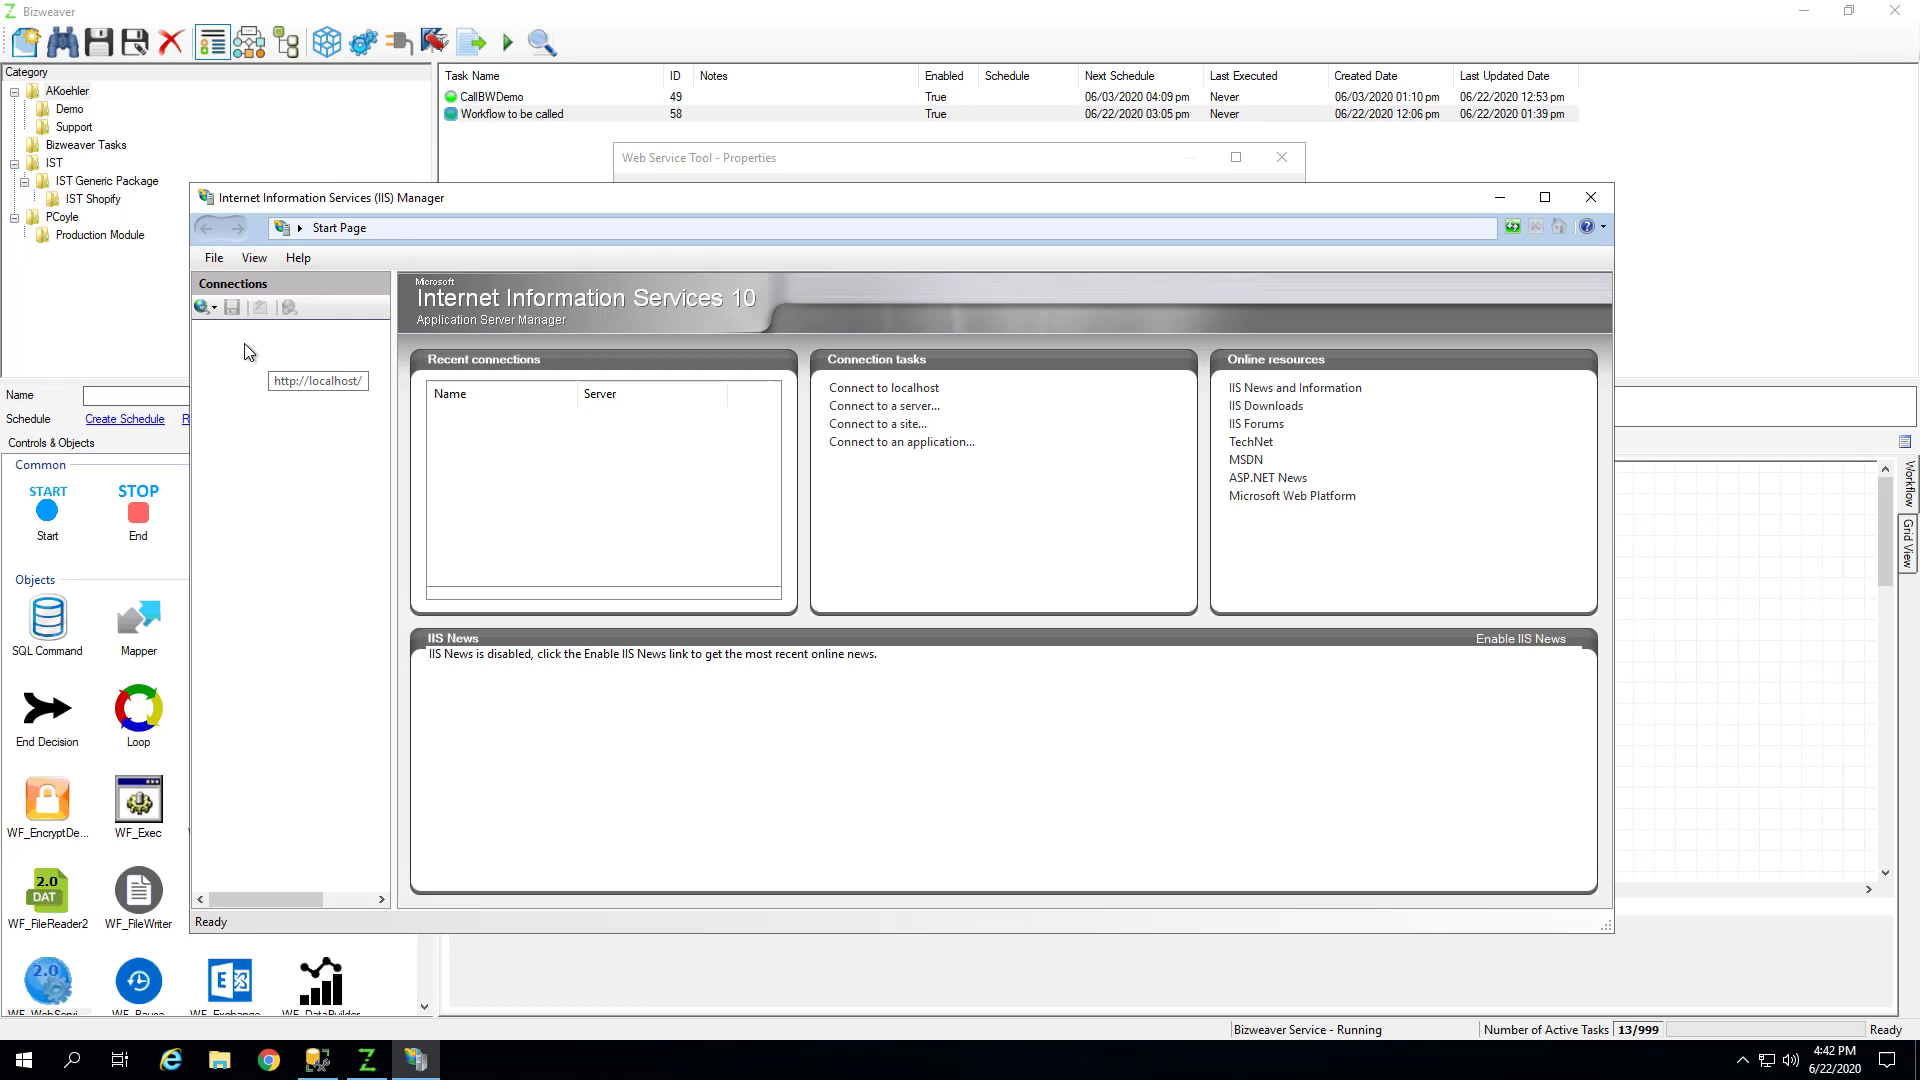 Bizweaver
Category
AKoehler
Demo
Support
Bizweaver Tasks
IST
IST Generic Package
IST Shopify
PCoyle
Production Module
Task Name ID Notes Enabled Schedule Next Schedule Last Executed Created Date Last Updated Date
CallBWDemo 49 True 06/03/2020 04:09 pm Never 06/03/2020 01:10 pm 06/22/2020 12:53 pm
Workflow to be called 58 True 06/22/2020 03:05 pm Never 06/22/2020 12:06 pm 06/22/2020 01:39 pm
Web Service Tool - Properties
Internet Information Services (IIS) Manager
Start Page
File View Help
Connections
http://localhost/
Microsoft
Internet Information Services 10
Application Server Manager
Recent connections
Name Server
Connection tasks
Connect to localhost
Connect to a server...
Connect to a site...
Connect to an application...
Online resources
IIS News and Information
IIS Downloads
IIS Forums
TechNet
MSDN
ASP.NET News
Microsoft Web Platform
IIS News
Enable IIS News
IIS News is disabled, click the Enable IIS News link to get the most recent online news.
Ready
Name
Schedule Create Schedule R
Controls & Objects
Common
START
Start
STOP
End
Objects
SQL Command
Mapper
End Decision
Loop
WF_EncryptDe...
WF_Exec
2.0
DAT
WF_FileReader2
WF_FileWriter
2.0
Workflow
Grid View
Bizweaver Service - Running
Number of Active Tasks 13/999
Ready
4:42 PM
6/22/2020